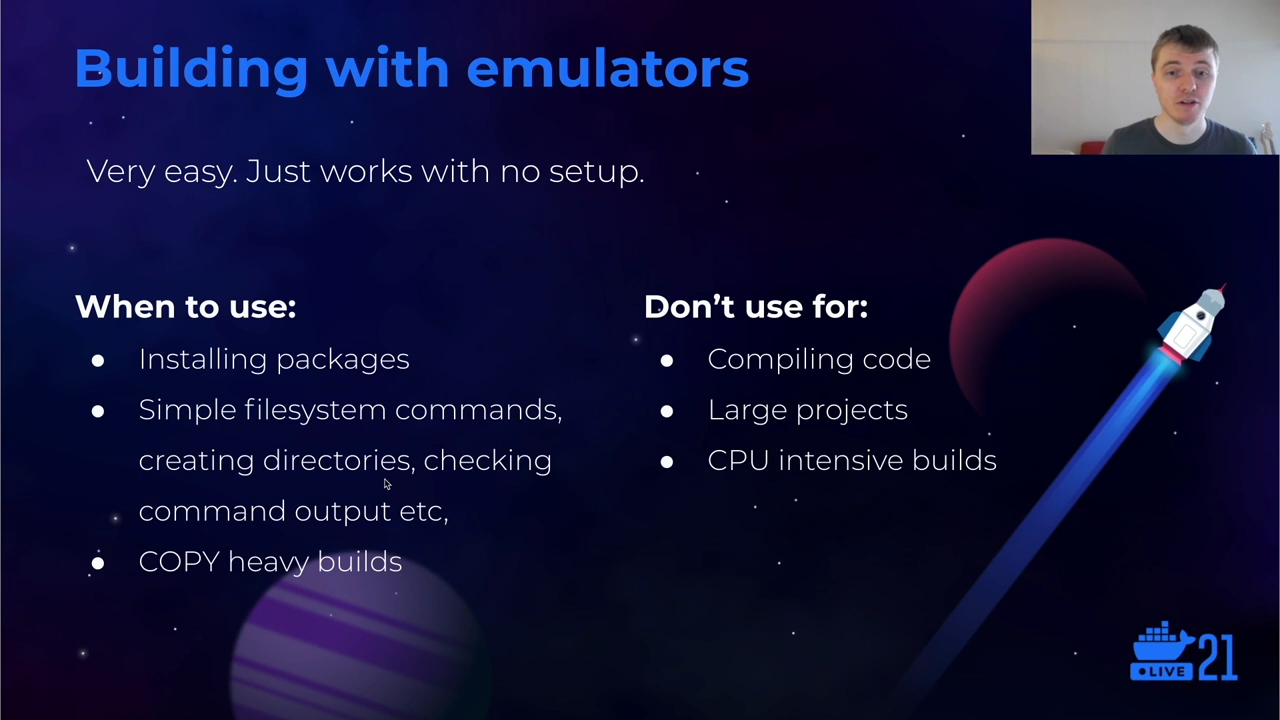 Building with emulators
Very easy. Just works with no setup.
When to use:
● Installing packages
● Simple filesystem commands,
creating directories, checking
command output etc,
● COPY heavy builds
Don’t use for:
● Compiling code
● Large projects
● CPU intensive builds
LIVE 21